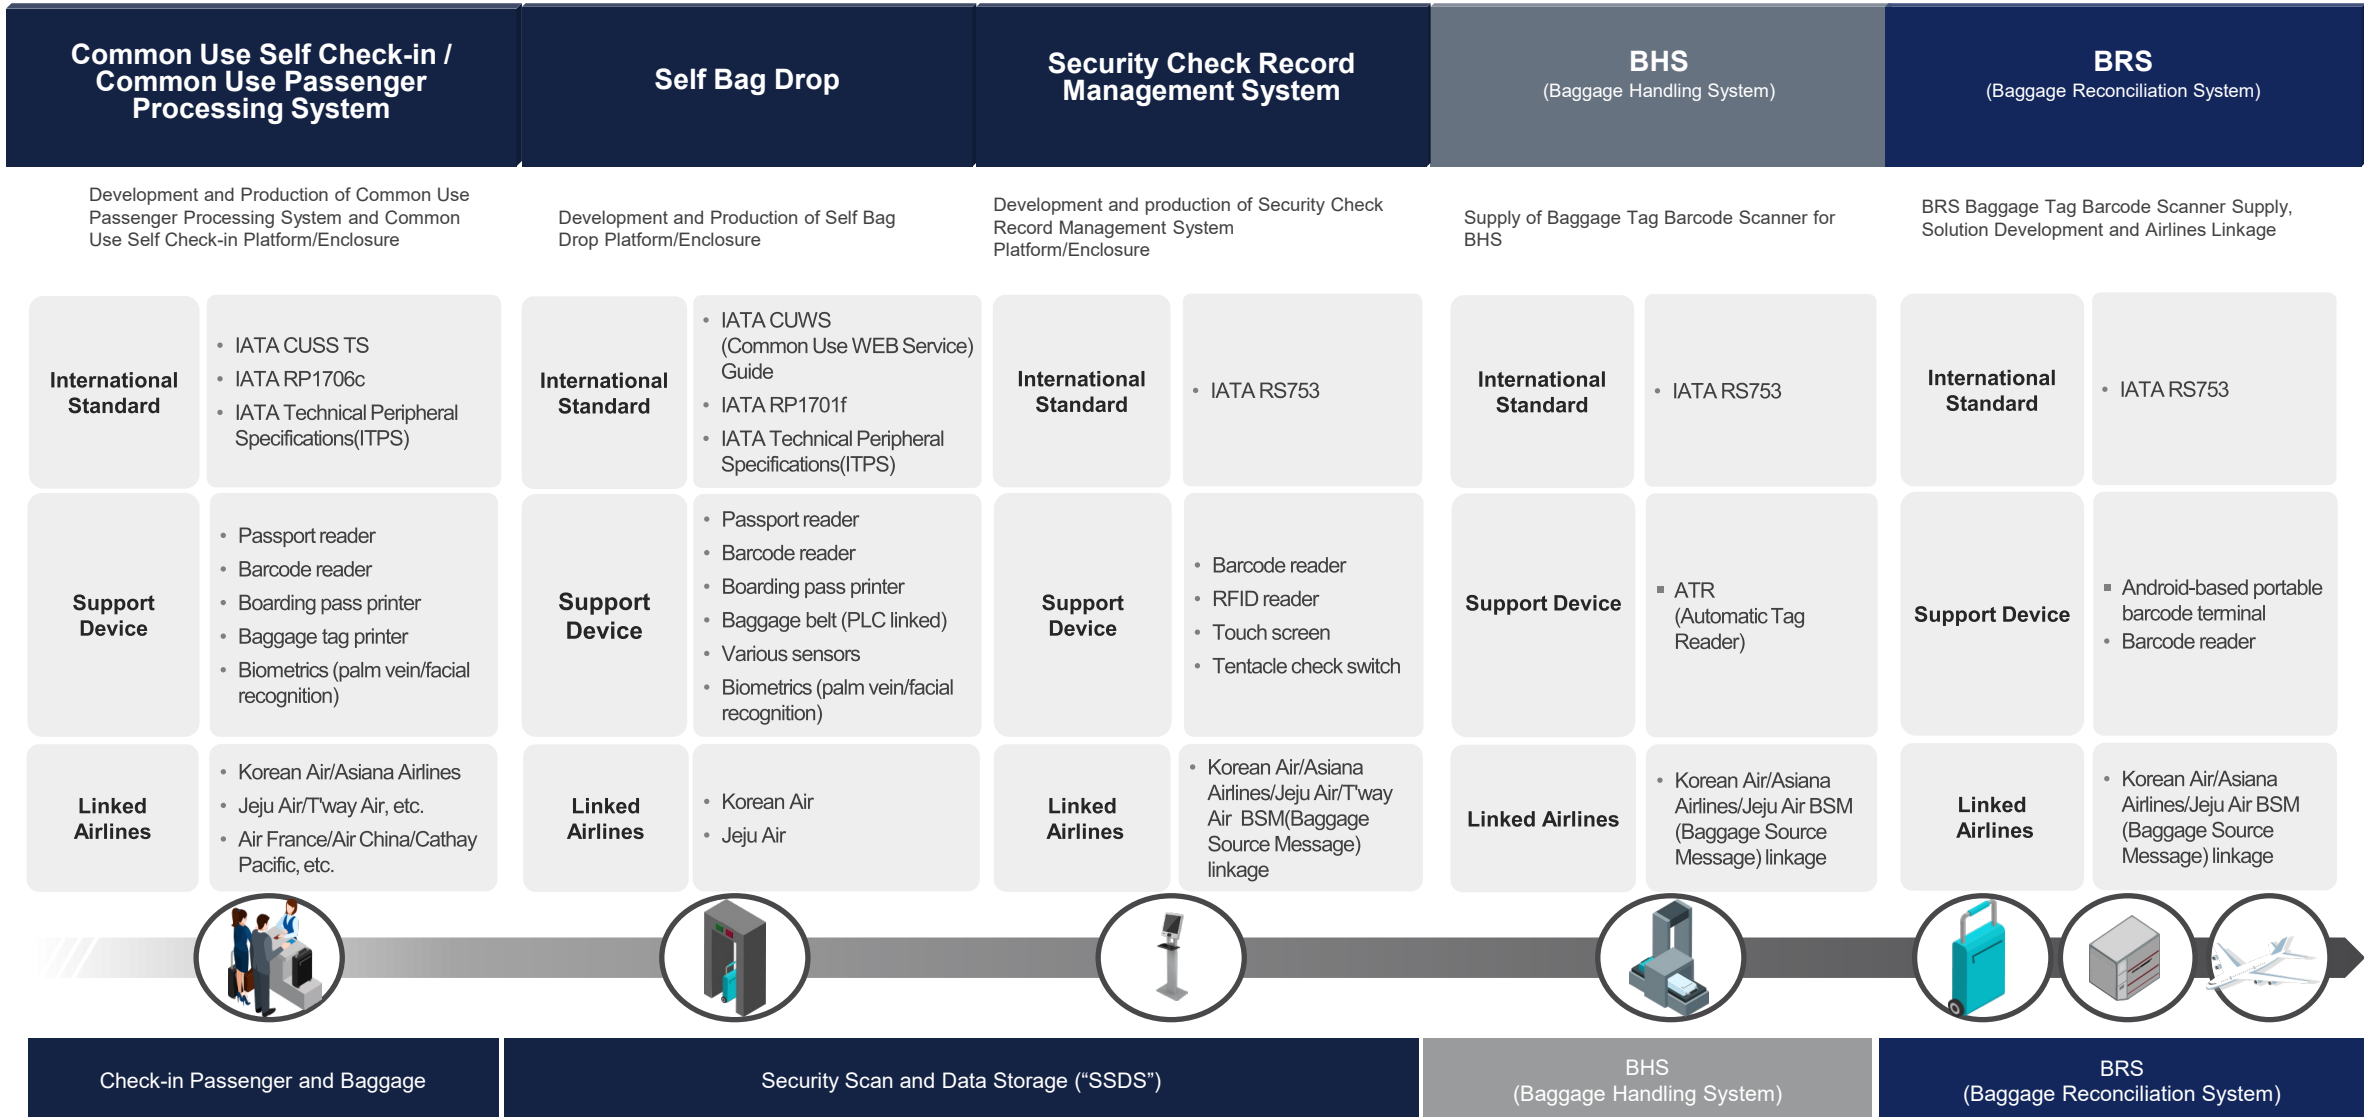 Common Use Self Check-in /
Common Use Passenger
Processing System
Self Bag Drop
Security Check Record
Management System
BHS
(Baggage Handling System)
BRS
(Baggage Reconciliation System)
Development and Production of Common Use
Passenger Processing System and Common
Use Self Check-in Platform/Enclosure
Development and Production of Self Bag
Drop Platform/Enclosure
Development and production of Security Check
Record Management System
Platform/Enclosure
Supply of Baggage Tag Barcode Scanner for
BHS
BRS Baggage Tag Barcode Scanner Supply,
Solution Development and Airlines Linkage
International
Standard
• IATA CUSS TS
• IATA RP1706c
• IATA Technical Peripheral
Specifications(ITPS)
International
Standard
• IATA CUWS
(Common Use WEB Service)
Guide
• IATA RP1701f
• IATA Technical Peripheral
Specifications(ITPS)
International
Standard
• IATA RS753
International
Standard
• IATA RS753
International
Standard
• IATA RS753
Support
Device
• Passport reader
• Barcode reader
• Boarding pass printer
• Baggage tag printer
• Biometrics (palm vein/facial
recognition)
Support
Device
• Passport reader
• Barcode reader
• Boarding pass printer
• Baggage belt (PLC linked)
• Various sensors
• Biometrics (palm vein/facial
recognition)
Support
Device
• Barcode reader
• RFID reader
• Touch screen
• Tentacle check switch
Support Device
▪ ATR
(Automatic Tag
Reader)
Support Device
▪ Android-based portable
barcode terminal
• Barcode reader
Linked
Airlines
• Korean Air/Asiana Airlines
• Jeju Air/T'way Air, etc.
• Air France/Air China/Cathay
Pacific, etc.
Linked
Airlines
• Korean Air
• Jeju Air
Linked
Airlines
• Korean Air/Asiana
Airlines/Jeju Air/T'way
Air BSM(Baggage
Source Message)
linkage
Linked Airlines
• Korean Air/Asiana
Airlines/Jeju Air BSM
(Baggage Source
Message) linkage
Linked
Airlines
• Korean Air/Asiana
Airlines/Jeju Air BSM
(Baggage Source
Message) linkage
Check-in Passenger and Baggage
Security Scan and Data Storage (“SSDS”)
BHS
(Baggage Handling System)
BRS
(Baggage Reconciliation System)